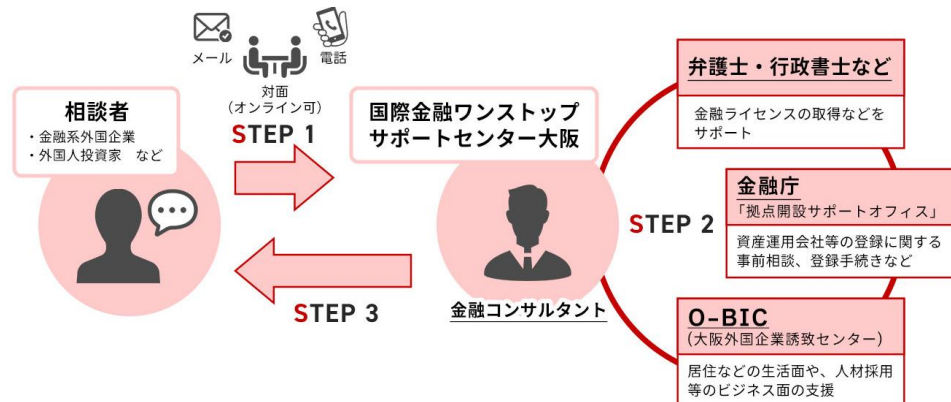 メール
電話
対面
（オンライン可）
STEP 1
相談者
・金融系外国企業
・外国人投資家　など
国際金融ワンストップ
サポートセンター大阪
金融コンサルタント
STEP 2
弁護士・行政書士など
金融ライセンスの取得などを
サポート
金融庁
「拠点開設サポートオフィス」
資産運用会社等の登録に関する
事前相談、登録手続きなど
O-BIC
(大阪外国企業誘致センター)
居住などの生活面や、人材採用
等のビジネス面の支援
STEP 3